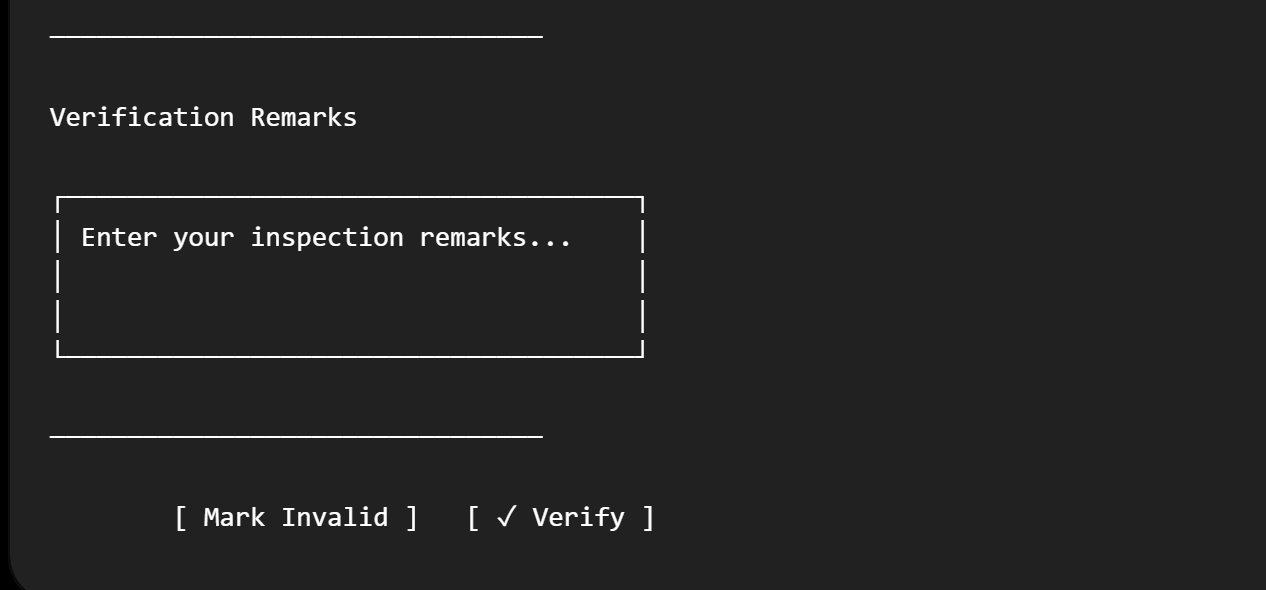 Verification Remarks
Enter your inspection remarks...
[ Mark Invalid ] [ ✓ Verify ]